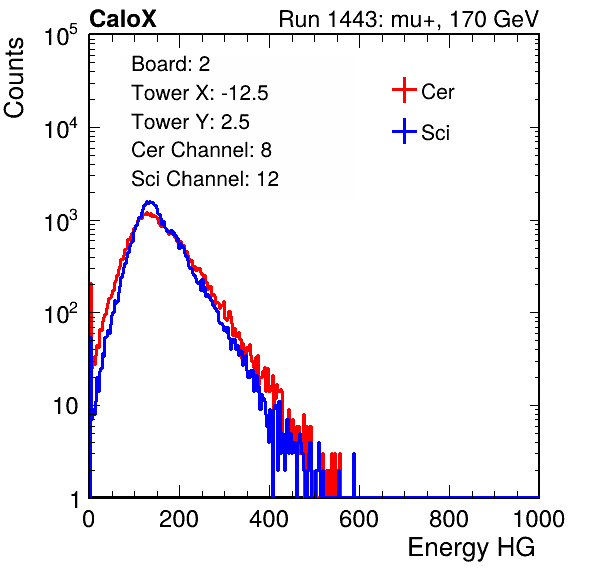 CaloX Run 1443: mu+, 170 GeV
Counts
Board: 2
Tower X: -12.5
Tower Y: 2.5
Cer Channel: 8
Sci Channel: 12
Cer
Sci
10^5
10^4
10^3
10^2
10
1
0 200 400 600 800 1000
Energy HG